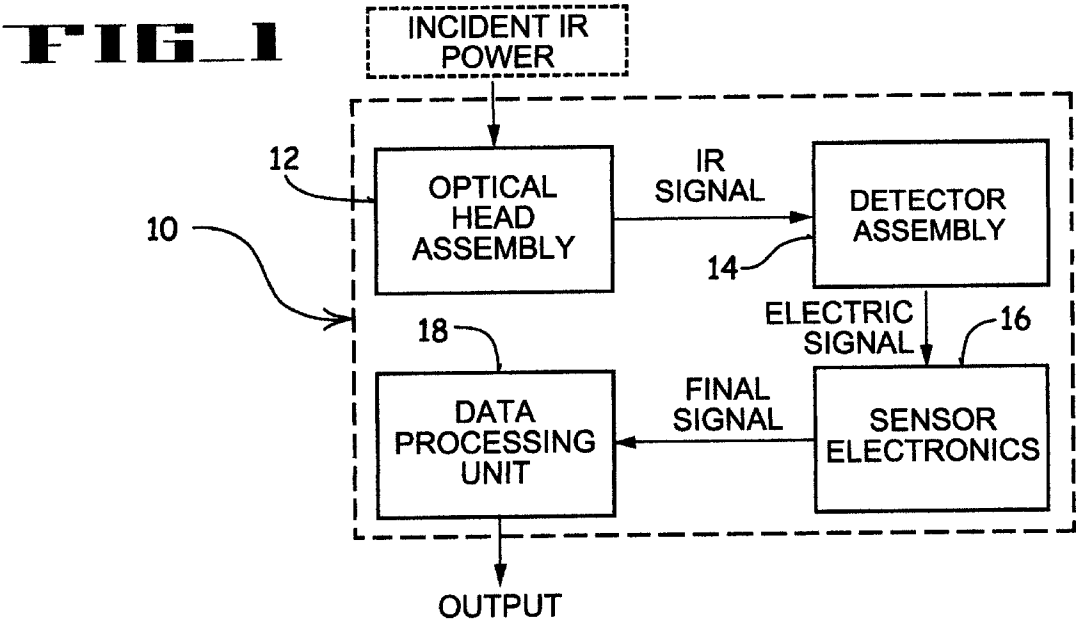 FIG_1
INCIDENT IR
POWER
12
OPTICAL
HEAD
ASSEMBLY
IR
SIGNAL
DETECTOR
ASSEMBLY
14
10
ELECTRIC
SIGNAL
16
18
DATA
PROCESSING
UNIT
FINAL
SIGNAL
SENSOR
ELECTRONICS
OUTPUT